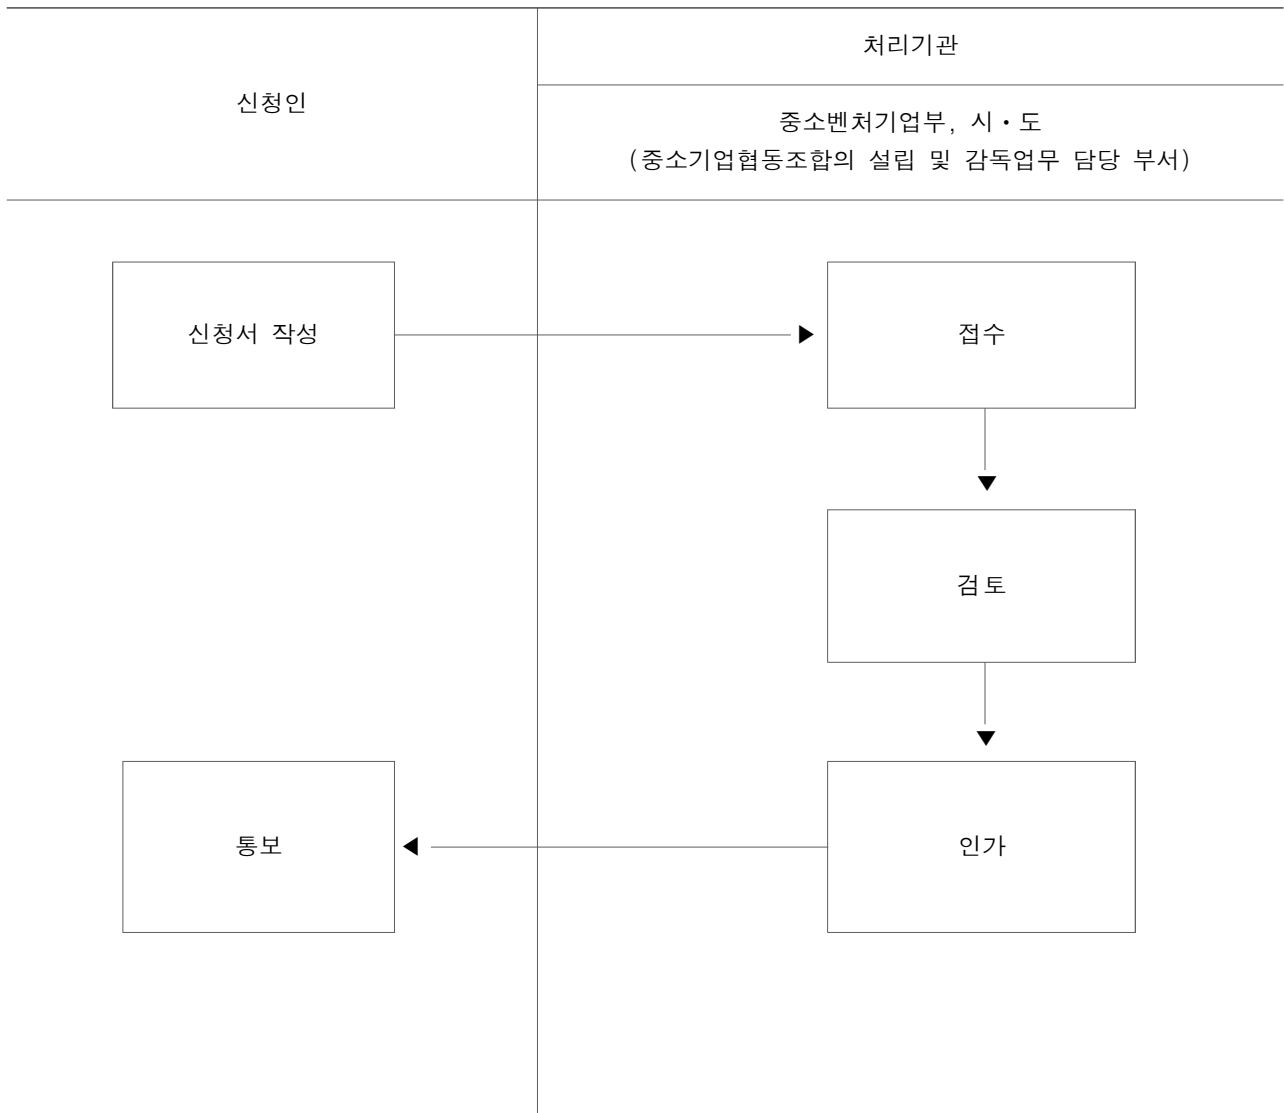 신청인
처리기관
중소벤처기업부, 시・도
(중소기업협동조합의 설립 및 감독업무 담당 부서)
신청서 작성
접수
검토
통보
인가